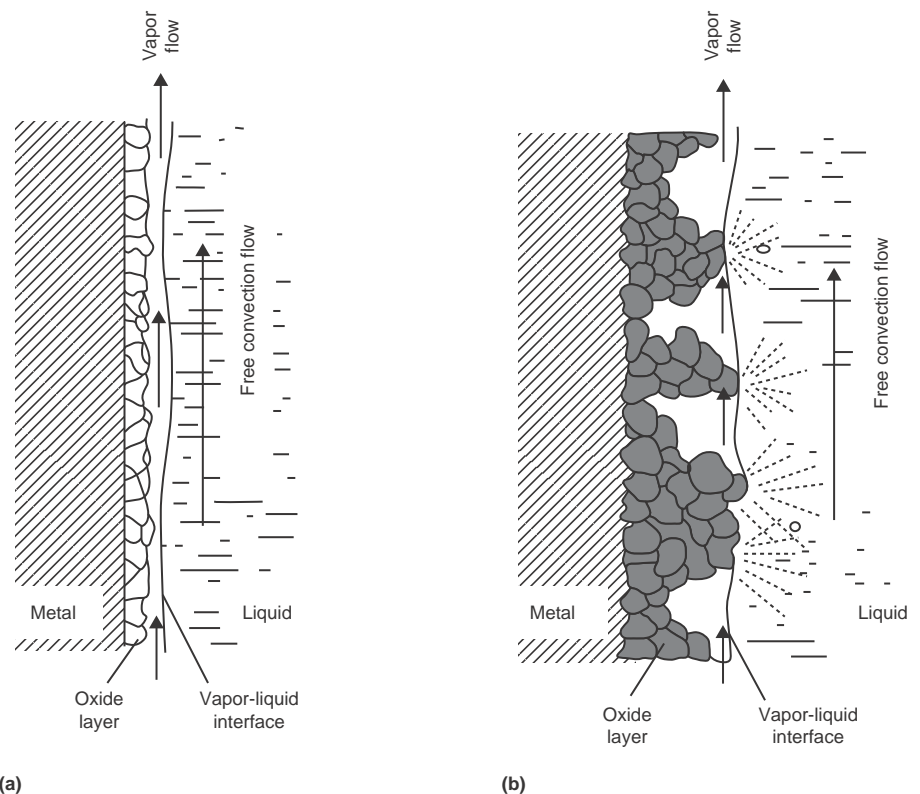 Vapor
flow
Free convection flow
Metal
Liquid
Oxide
layer
Vapor-liquid
interface
(a)
Vapor
flow
Free convection flow
Metal
Liquid
Oxide
layer
Vapor-liquid
interface
(b)